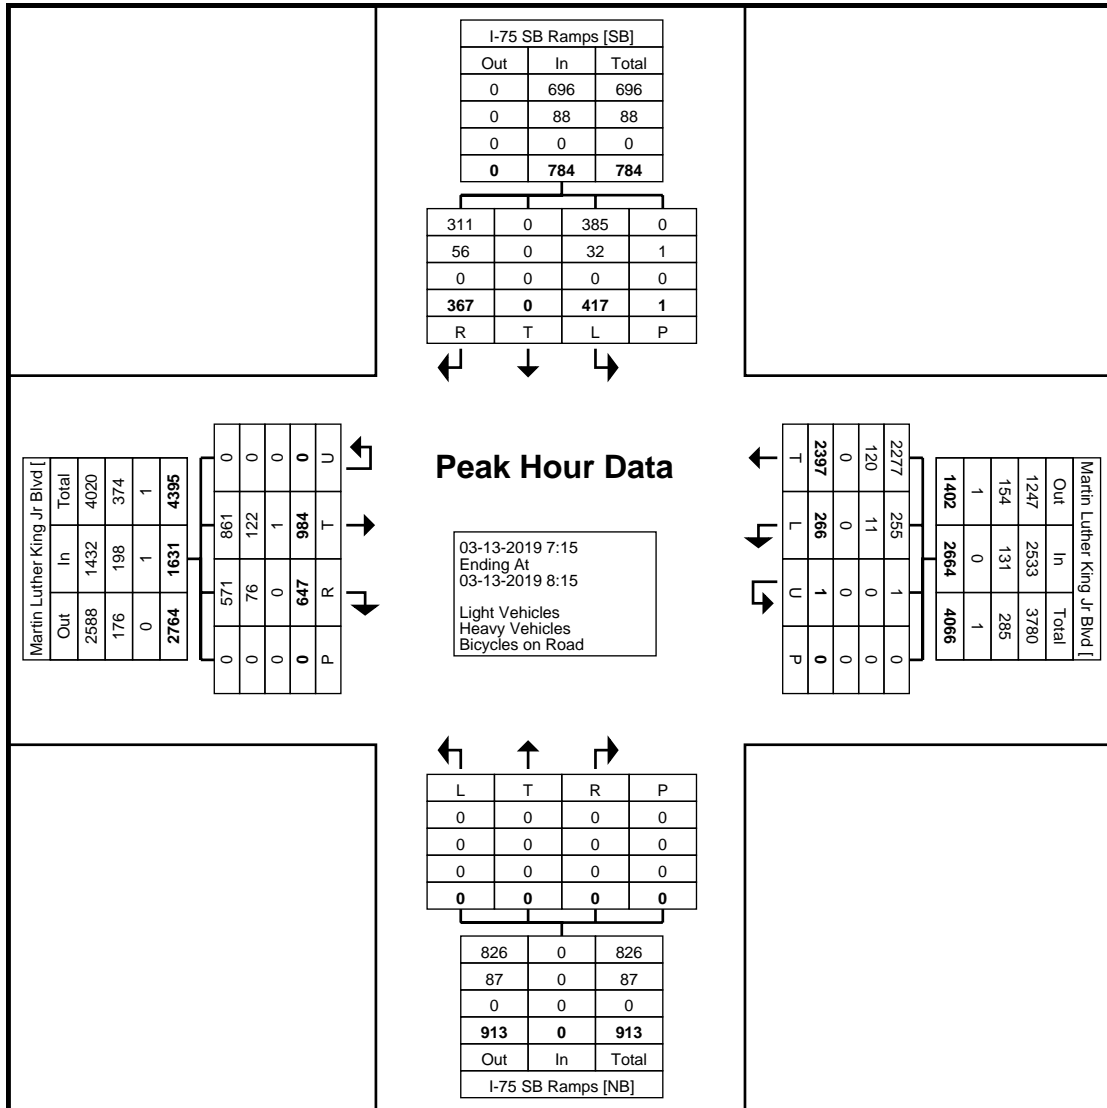 I-75 SB Ramps [SB]
Out In Total
0 696 696
0 88 88
0 0 0
0 784 784
311 0 385 0
56 0 32 1
0 0 0 0
367 0 417 1
R T L P
Martin Luther King Jr Blvd [
Total In Out
4020 1432 2588
374 198 176
1 1 0
4395 1631 2764
0 861 571 0
0 122 76 0
0 1 0 0
0 984 647 0
U T R P
Peak Hour Data
03-13-2019 7:15
Ending At
03-13-2019 8:15
Light Vehicles
Heavy Vehicles
Bicycles on Road
Martin Luther King Jr Blvd [
Out In Total
1247 2533 3780
154 131 285
1 0 1
1402 2664 4066
2277 255 1 0
120 11 0 0
0 0 0 0
2397 266 1 0
T L U P
L T R P
0 0 0 0
0 0 0 0
0 0 0 0
0 0 0 0
826 0 826
87 0 87
0 0 0
913 0 913
Out In Total
I-75 SB Ramps [NB]